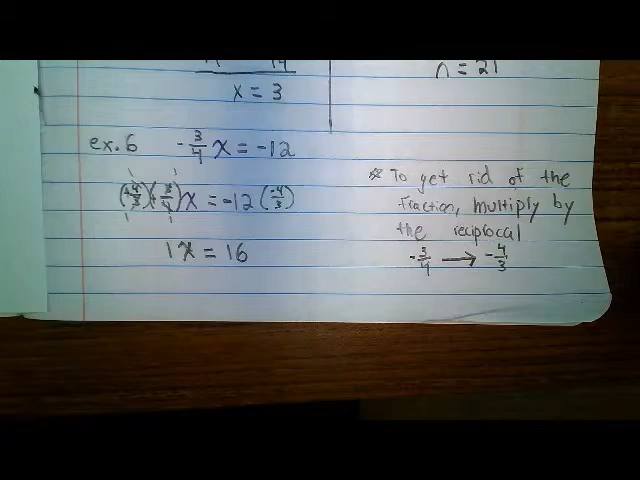 x = 3
n = 21
ex. 6 -3/4 x = -12
(-4/3)(-3/4)x = -12(-4/3)
1x = 16
* To get rid of the
fraction, multiply by
the reciprocal
-3/4 → -4/3